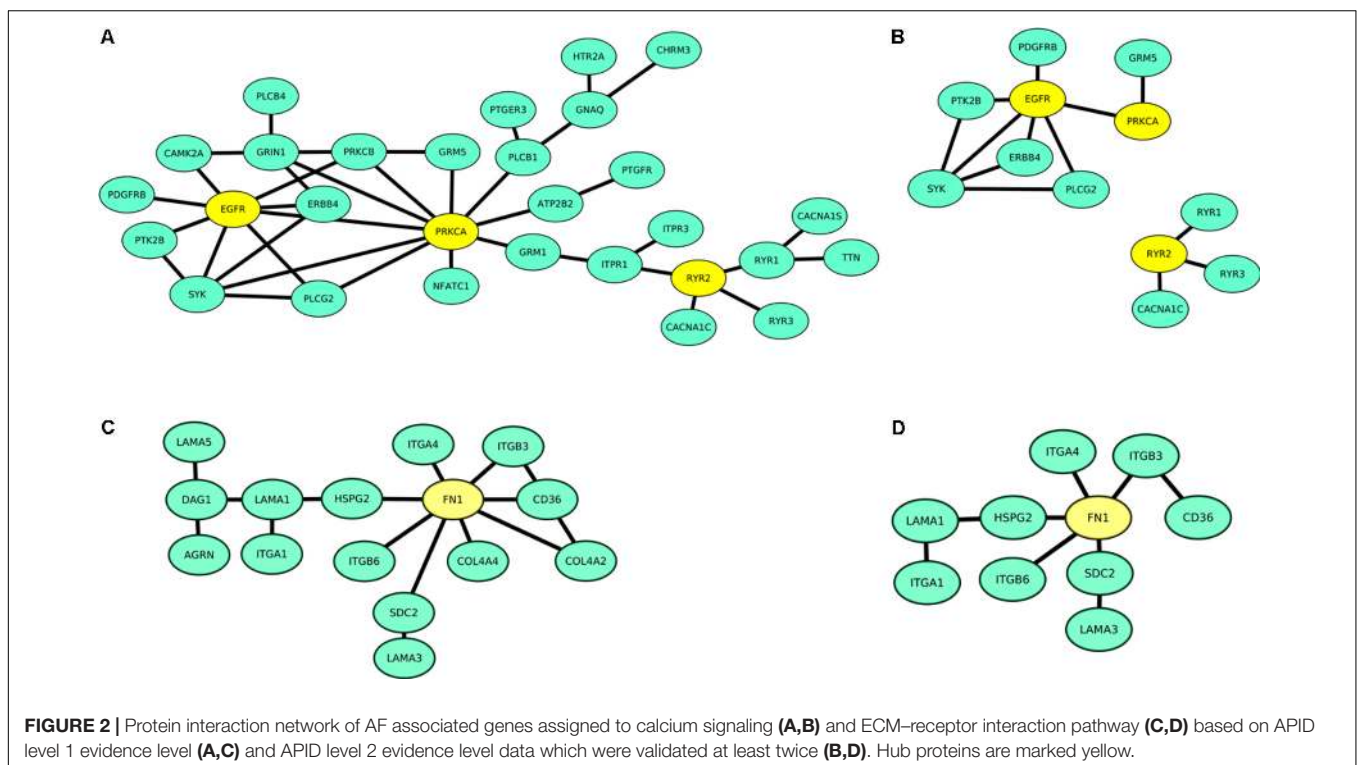 A
B
HTR2A
CHRM3
PDGFRB
GRM5
PLCB4
PTGER3
GNAQ
PTK2B
EGFR
PRKCA
CAMK2A
GRIN1
PRKCB
GRM5
PLCB1
PTGFR
ERBB4
PDGFRB
EGFR
ERBB4
ATP2B2
SYK
PLCG2
PTK2B
PRKCA
CACNA1S
RYR1
GRM1
ITPR3
ITPR1
RYR1
TTN
RYR2
SYK
PLCG2
NFATC1
RYR2
RYR3
CACNA1C
RYR3
CACNA1C
C
D
LAMA5
ITGA4
ITGB3
ITGA4
ITGB3
DAG1
LAMA1
HSPG2
FN1
CD36
LAMA1
HSPG2
FN1
CD36
AGRN
ITGA1
ITGB6
COL4A4
COL4A2
ITGA1
ITGB6
SDC2
SDC2
LAMA3
LAMA3
FIGURE 2 | Protein interaction network of AF associated genes assigned to calcium signaling (A,B) and ECM–receptor interaction pathway (C,D) based on APID
level 1 evidence level (A,C) and APID level 2 evidence level data which were validated at least twice (B,D). Hub proteins are marked yellow.